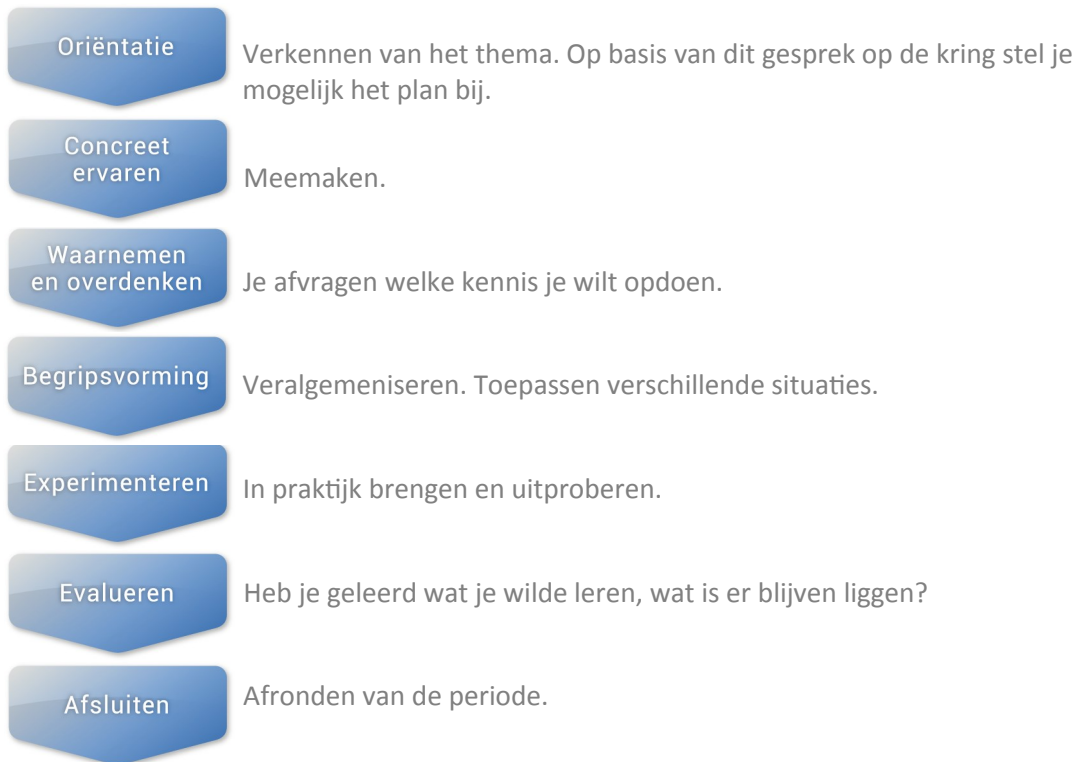 Oriëntatie
Verkennen van het thema. Op basis van dit gesprek op de kring stel je
mogelijk het plan bij.
Concreet
ervaren
Meemaken.
Waarnemen
en overdenken
Je afvragen welke kennis je wilt opdoen.
Begripsvorming
Veralgemeniseren. Toepassen verschillende situaties.
Experimenteren
In praktijk brengen en uitproberen.
Evalueren
Heb je geleerd wat je wilde leren, wat is er blijven liggen?
Afsluiten
Afronden van de periode.